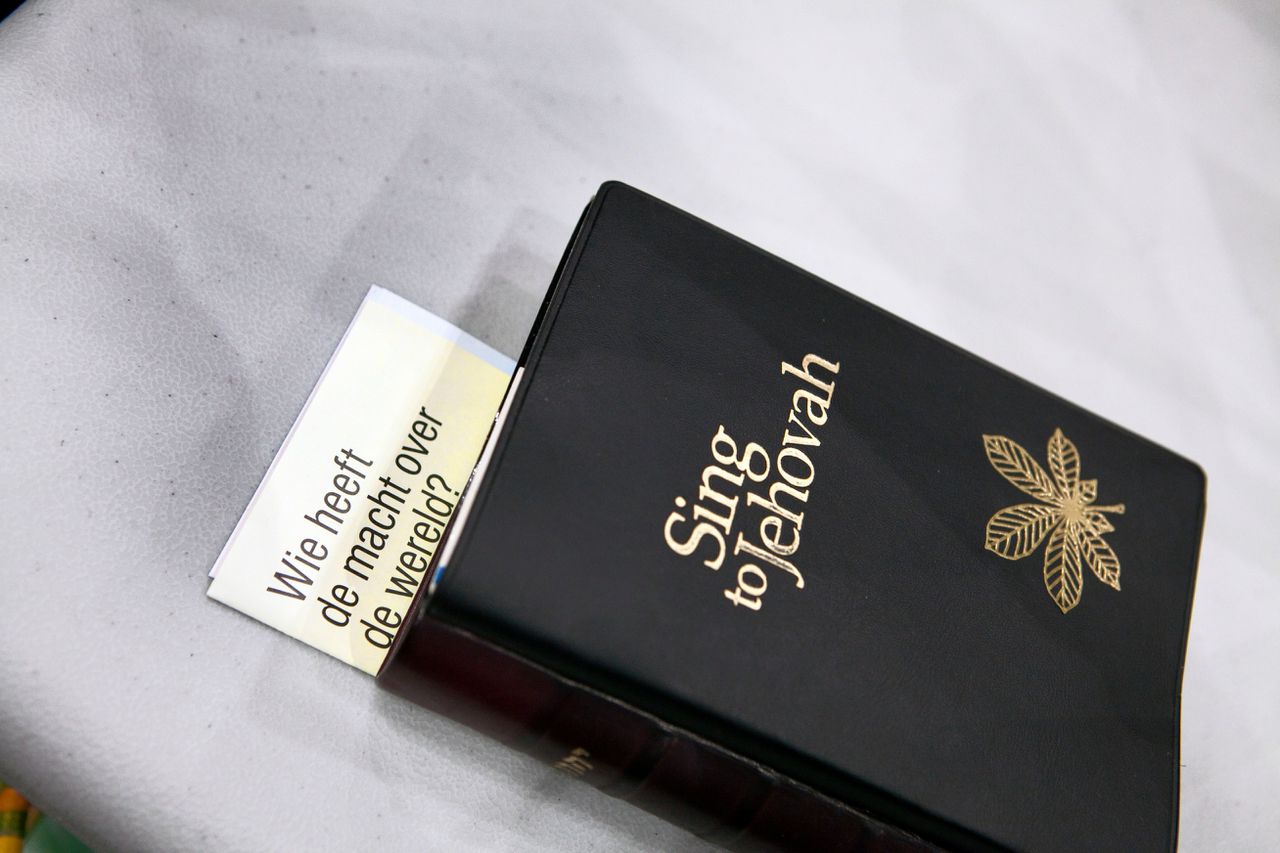 Wie heeft
de macht over
de wereld?
Sing
to Jehovah